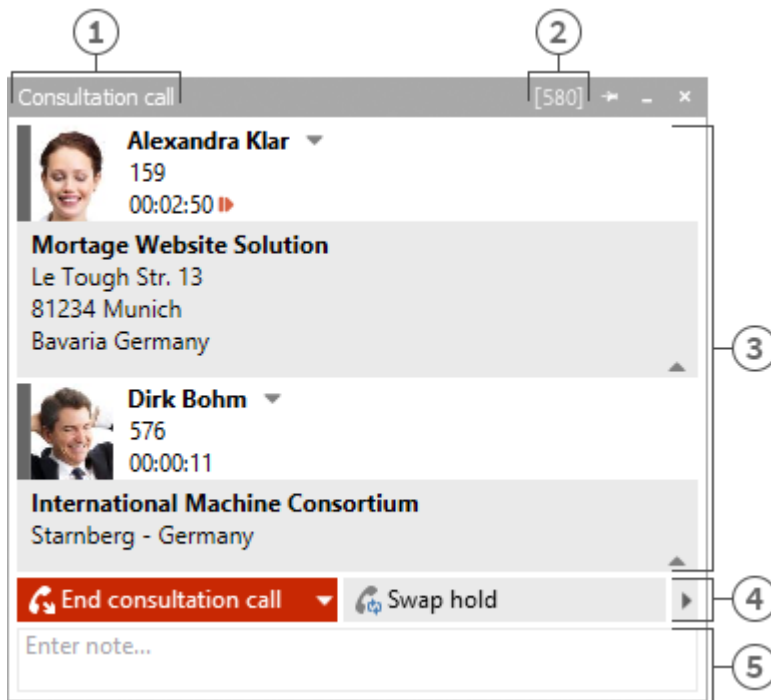 1
2
Consultation call
[580]
Alexandra Klar
159
00:02:50
Mortage Website Solution
Le Tough Str. 13
81234 Munich
Bavaria Germany
3
Dirk Bohm
576
00:00:11
International Machine Consortium
Starnberg - Germany
End consultation call
Swap hold
4
Enter note...
5